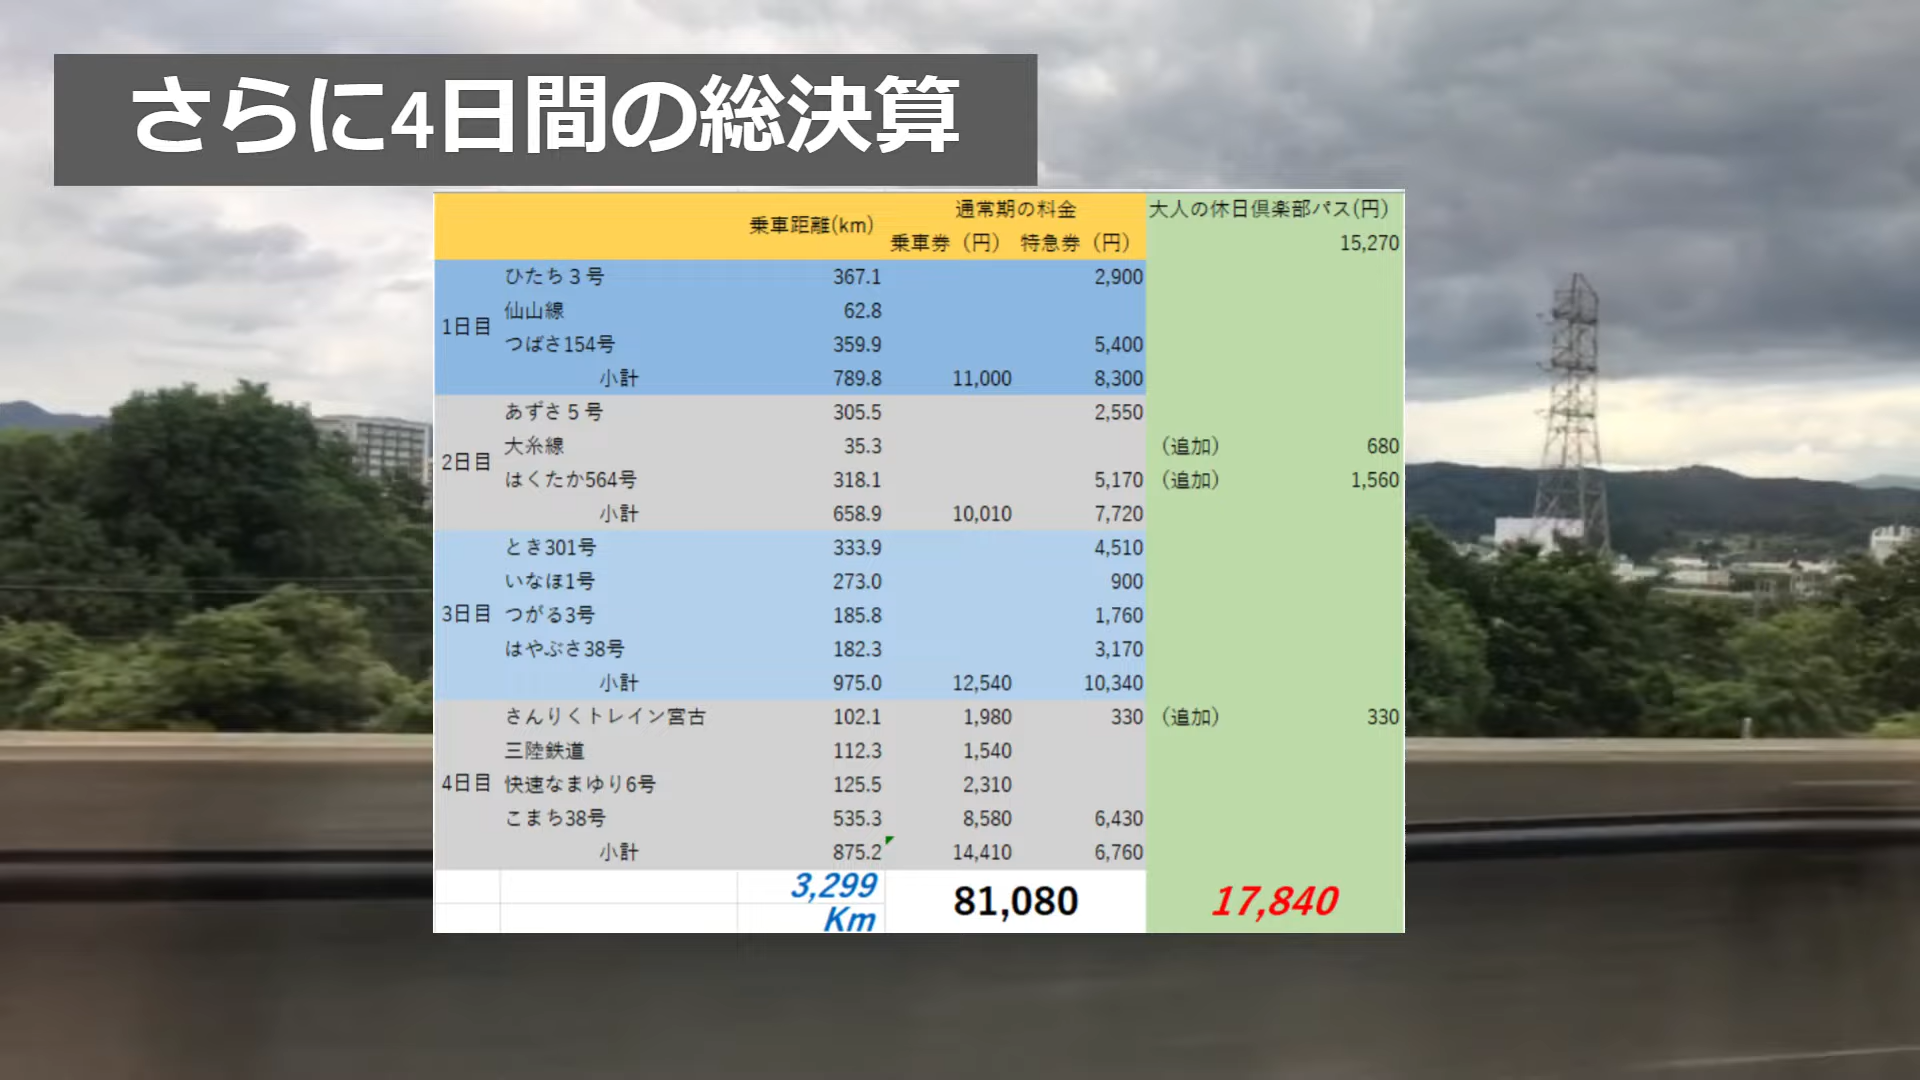 さらに4日間の総決算
乗車距離(km) 通常期の料金 大人の休日倶楽部パス(円)
乗車券（円） 特急券（円） 15,270
1日目
ひたち３号 367.1 2,900
仙山線 62.8
つばさ154号 359.9 5,400
小計 789.8 11,000 8,300
2日目
あずさ５号 305.5 2,550
大糸線 35.3 （追加） 680
はくたか564号 318.1 5,170 （追加） 1,560
小計 658.9 10,010 7,720
3日目
とき301号 333.9 4,510
いなほ1号 273.0 900
つがる3号 185.8 1,760
はやぶさ38号 182.3 3,170
小計 975.0 12,540 10,340
4日目
さんりくトレイン宮古 102.1 1,980 330 （追加） 330
三陸鉄道 112.3 1,540
快速なまゆり6号 125.5 2,310
こまち38号 535.3 8,580 6,430
小計 875.2 14,410 6,760
3,299 81,080 17,840
Km